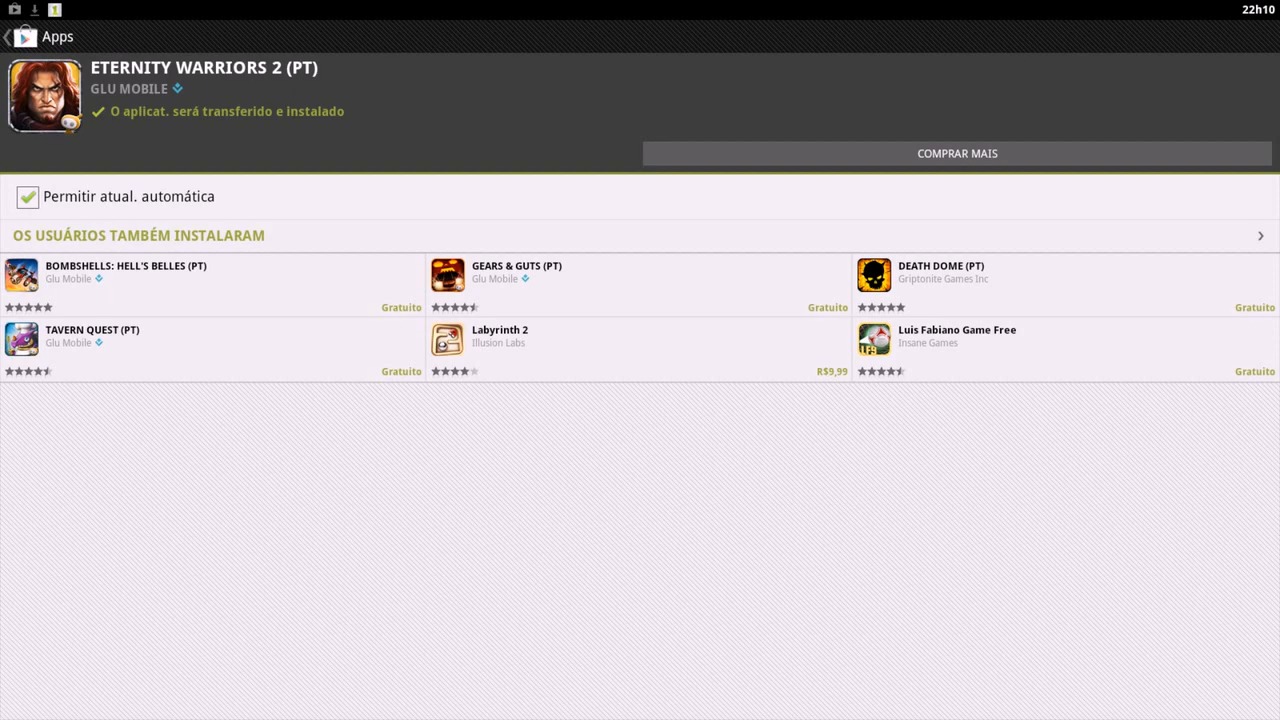 22h10
Apps
ETERNITY WARRIORS 2 (PT)
GLU MOBILE
O aplicat. será transferido e instalado
COMPRAR MAIS
Permitir atual. automática
OS USUÁRIOS TAMBÉM INSTALARAM
BOMBSHELLS: HELL'S BELLES (PT)
Glu Mobile
Gratuito
GEARS & GUTS (PT)
Glu Mobile
Gratuito
DEATH DOME (PT)
Griptonite Games Inc
Gratuito
TAVERN QUEST (PT)
Glu Mobile
Gratuito
Labyrinth 2
Illusion Labs
R$9,99
LF9
Luis Fabiano Game Free
Insane Games
Gratuito